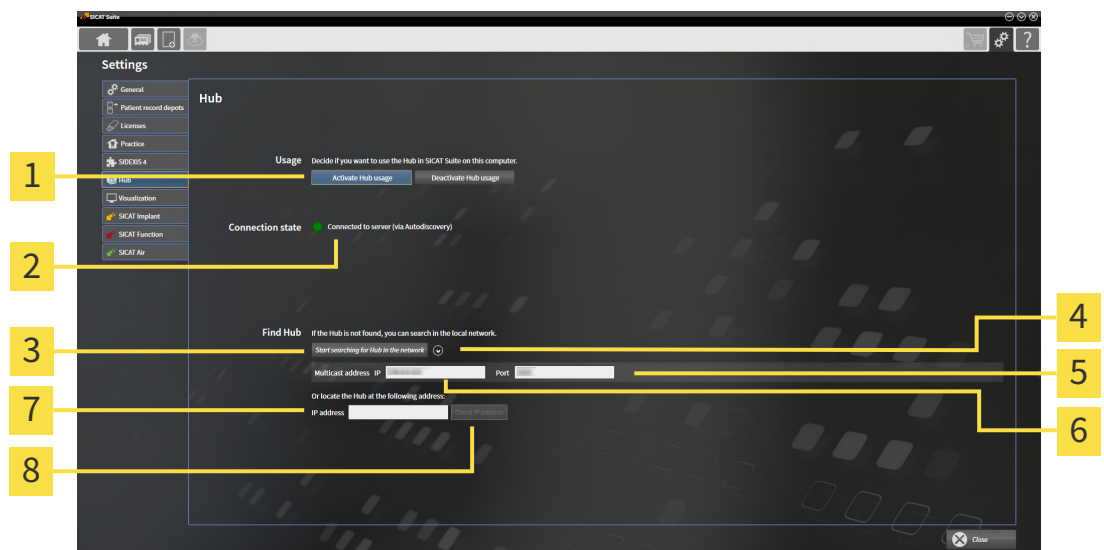 SICAT Suite
?
Settings
General
Patient record depots
Licenses
Practice
SIDEXIS 4
Hub
Visualization
SICAT Implant
SICAT Function
SICAT Air
Hub
Usage Decide if you want to use the Hub in SICAT Suite on this computer.
Activate Hub usage Deactivate Hub usage
Connection state Connected to server (via Autodiscovery)
Find Hub If the Hub is not found, you can search in the local network.
Start searching for Hub in the network
Multicast address IP Port
Or locate the Hub at the following address:
IP address Check IP address
Close
1
2
3
7
8
4
5
6